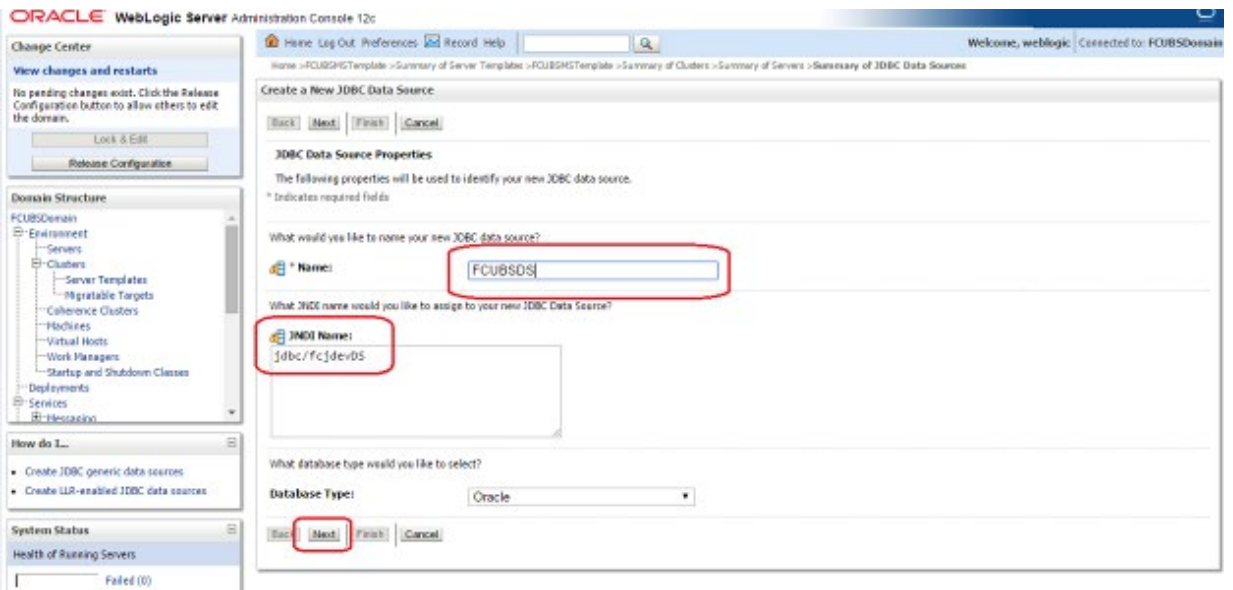 ORACLE WebLogic Server Administration Console 12c
Change Center
View changes and restarts
No pending changes exist. Click the Release
Configuration button to allow others to edit
the domain.
Lock & Edit
Release Configuration
Domain Structure
FCUBSDomain
Environment
Servers
Clusters
Server Templates
Migratable Targets
Coherence Clusters
Machines
Virtual Hosts
Work Managers
Startup and Shutdown Classes
Deployments
Services
Messaging
How do I...
Create JDBC generic data sources
Create LLR-enabled JDBC data sources
System Status
Health of Running Servers
Failed (0)
Home Log Out Preferences Record Help
Welcome, weblogic Connected to: FCUBSDomain
Home >FCUBSMSTemplate >Summary of Server Templates >FCUBSMSTemplate >Summary of Clusters >Summary of Servers >Summary of JDBC Data Sources
Create a New JDBC Data Source
Back Next Finish Cancel
JDBC Data Source Properties
The following properties will be used to identify your new JDBC data source.
* Indicates required fields
What would you like to name your new JDBC data source?
* Name: FCUBSDS
What JNDI name would you like to assign to your new JDBC Data Source?
JNDI Name:
jdbc/fcjdevDS
What database type would you like to select?
Database Type: Oracle
Back Next Finish Cancel